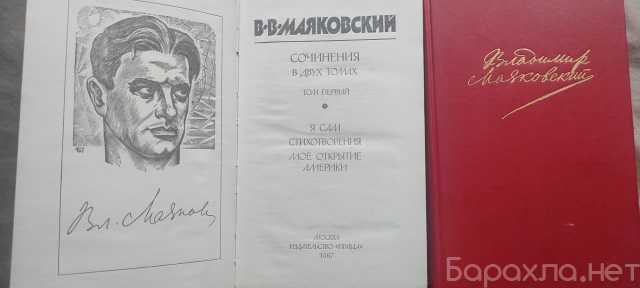 Вл. Маяков
В·В·МАЯКОВСКИЙ
СОЧИНЕНИЯ
В ДВУХ ТОМАХ
ТОМ ПЕРВЫЙ
Я САМ
СТИХОТВОРЕНИЯ
МОЕ ОТКРЫТИЕ
АМЕРИКИ
МОСКВА
ИЗДАТЕЛЬСТВО «ПРАВДА»
1987
Владимир
Маяковский
Барахла.нет